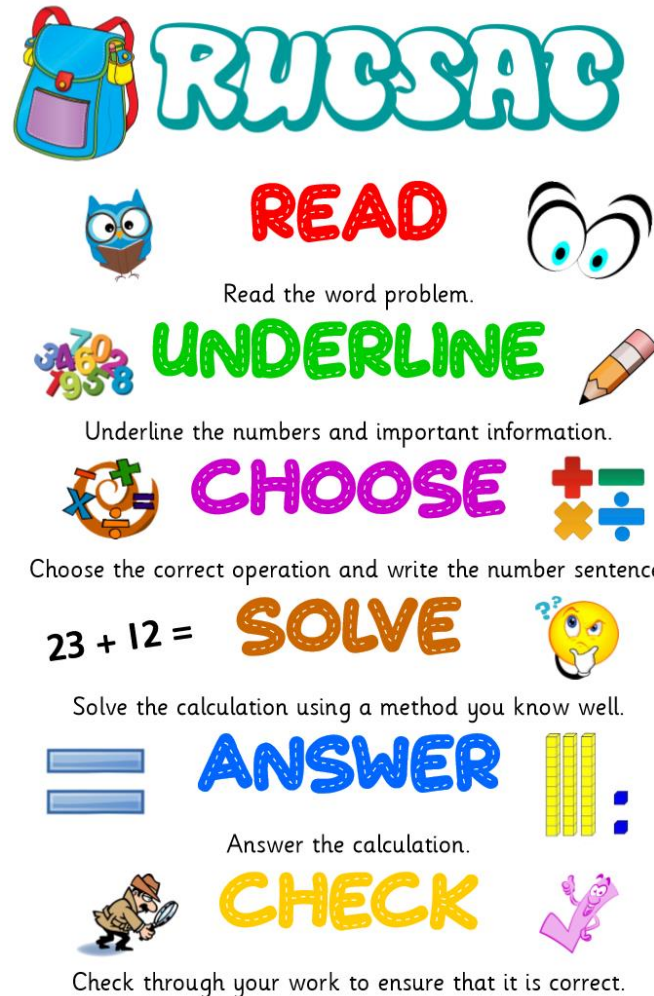 RUCSAC
READ
Read the word problem.
UNDERLINE
Underline the numbers and important information.
CHOOSE
Choose the correct operation and write the number sentence
23 + 12 =
SOLVE
Solve the calculation using a method you know well.
ANSWER
Answer the calculation.
CHECK
Check through your work to ensure that it is correct.